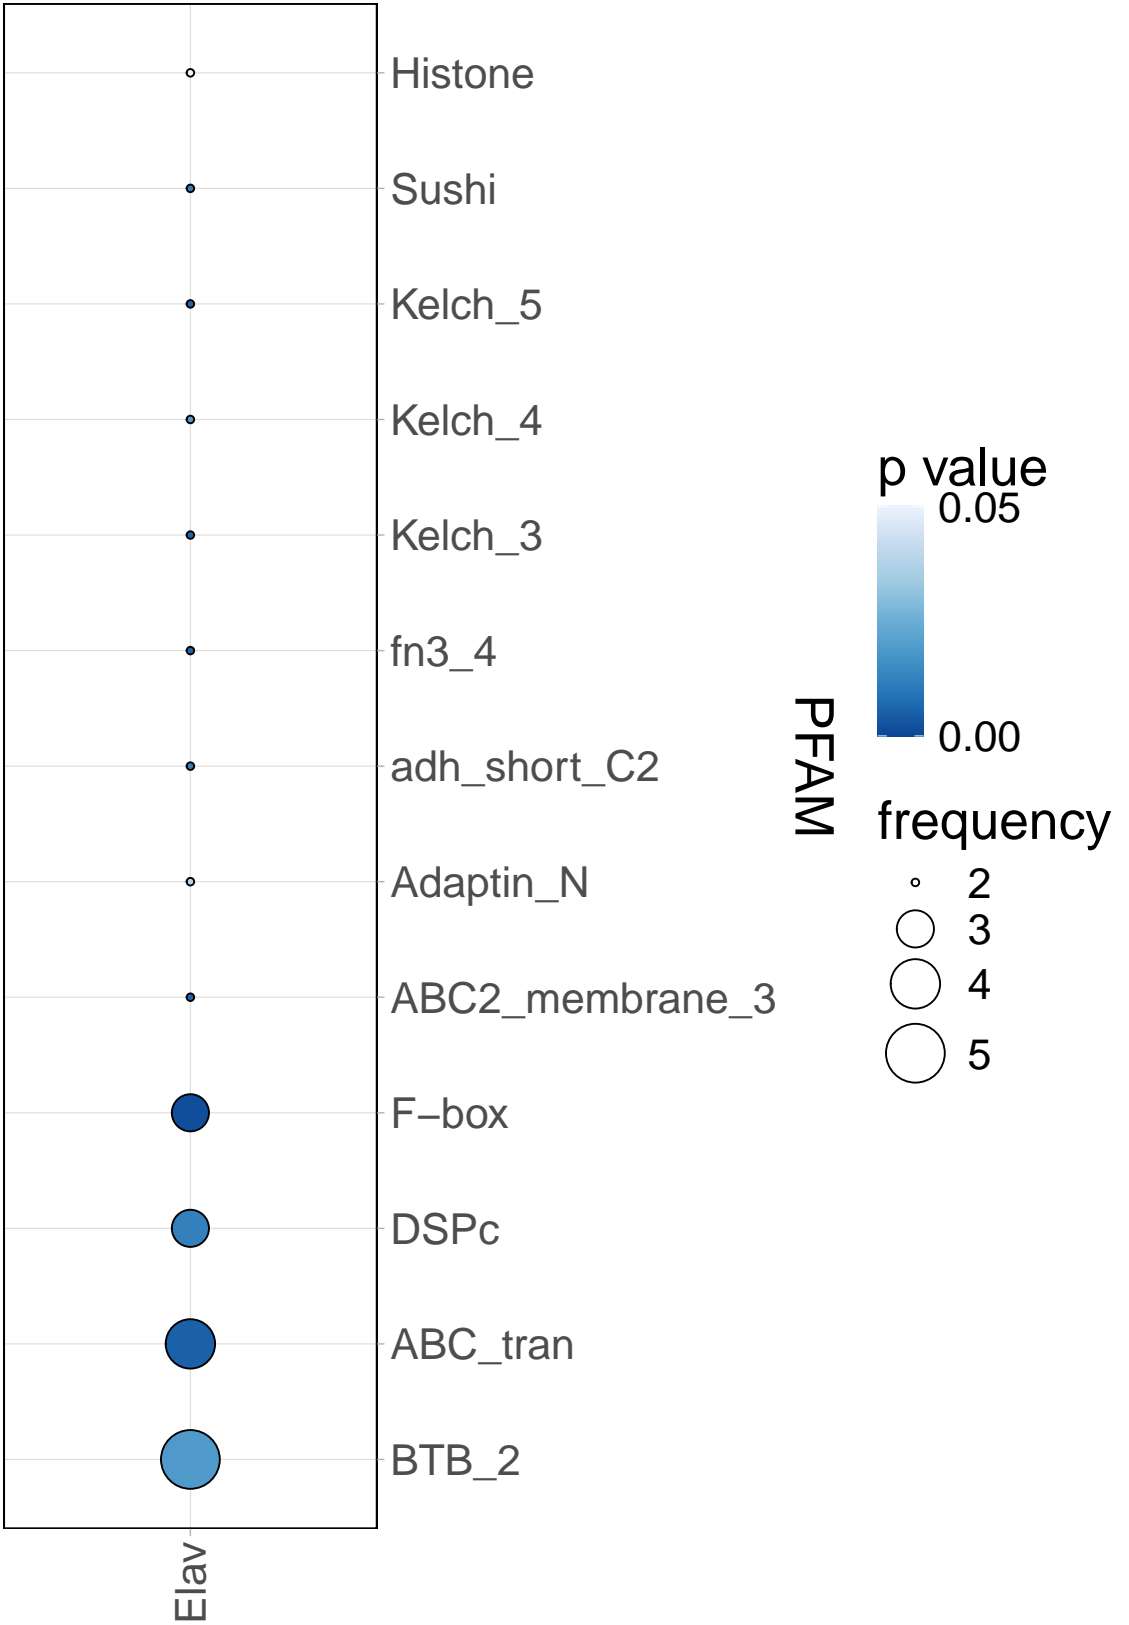 Histone
Sushi
Kelch_5
Kelch_4
Kelch_3
fn3_4
adh_short_C2
Adaptin_N
ABC2_membrane_3
F−box
DSPc
ABC_tran
BTB_2
Elav
PFAM
p value
0.05
0.00
frequency
2
3
4
5